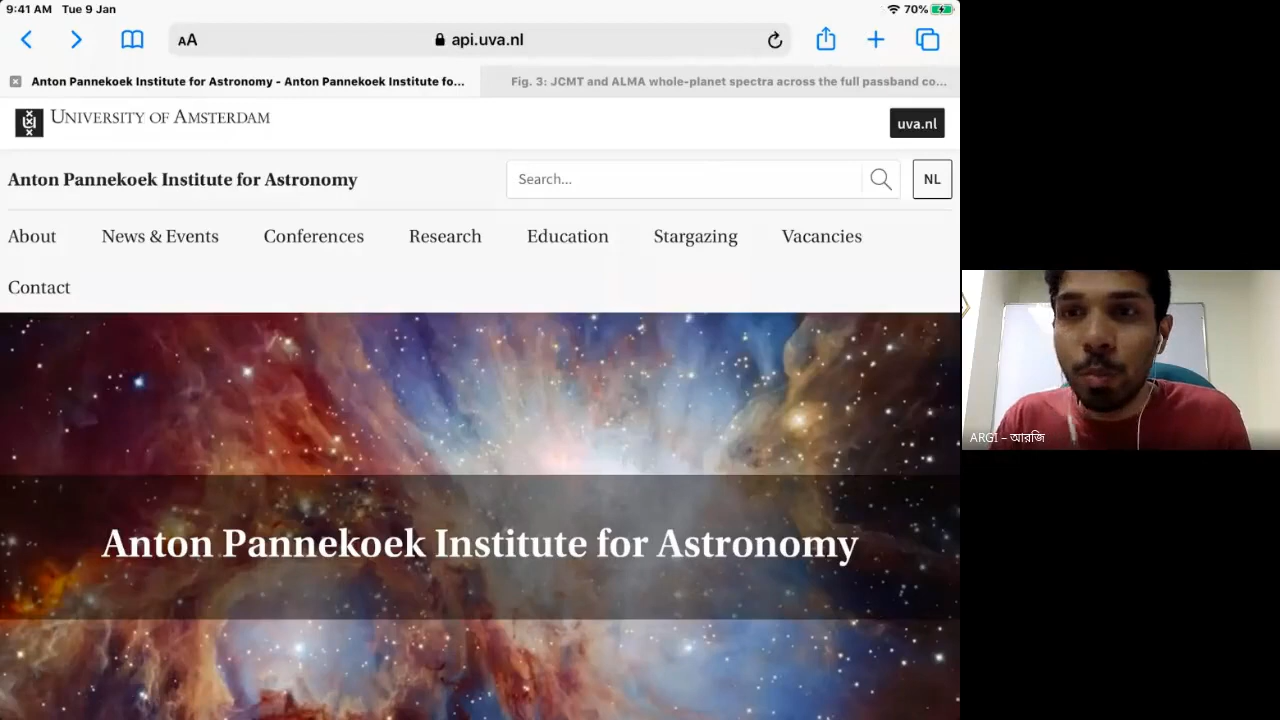 9:41 AM Tue 9 Jan 70%
AA api.uva.nl
Anton Pannekoek Institute for Astronomy - Anton Pannekoek Institute fo... Fig. 3: JCMT and ALMA whole-planet spectra across the full passband co...
UNIVERSITY OF AMSTERDAM uva.nl
Anton Pannekoek Institute for Astronomy Search... NL
About News & Events Conferences Research Education Stargazing Vacancies
Contact
Anton Pannekoek Institute for Astronomy
ARGI – আরজি